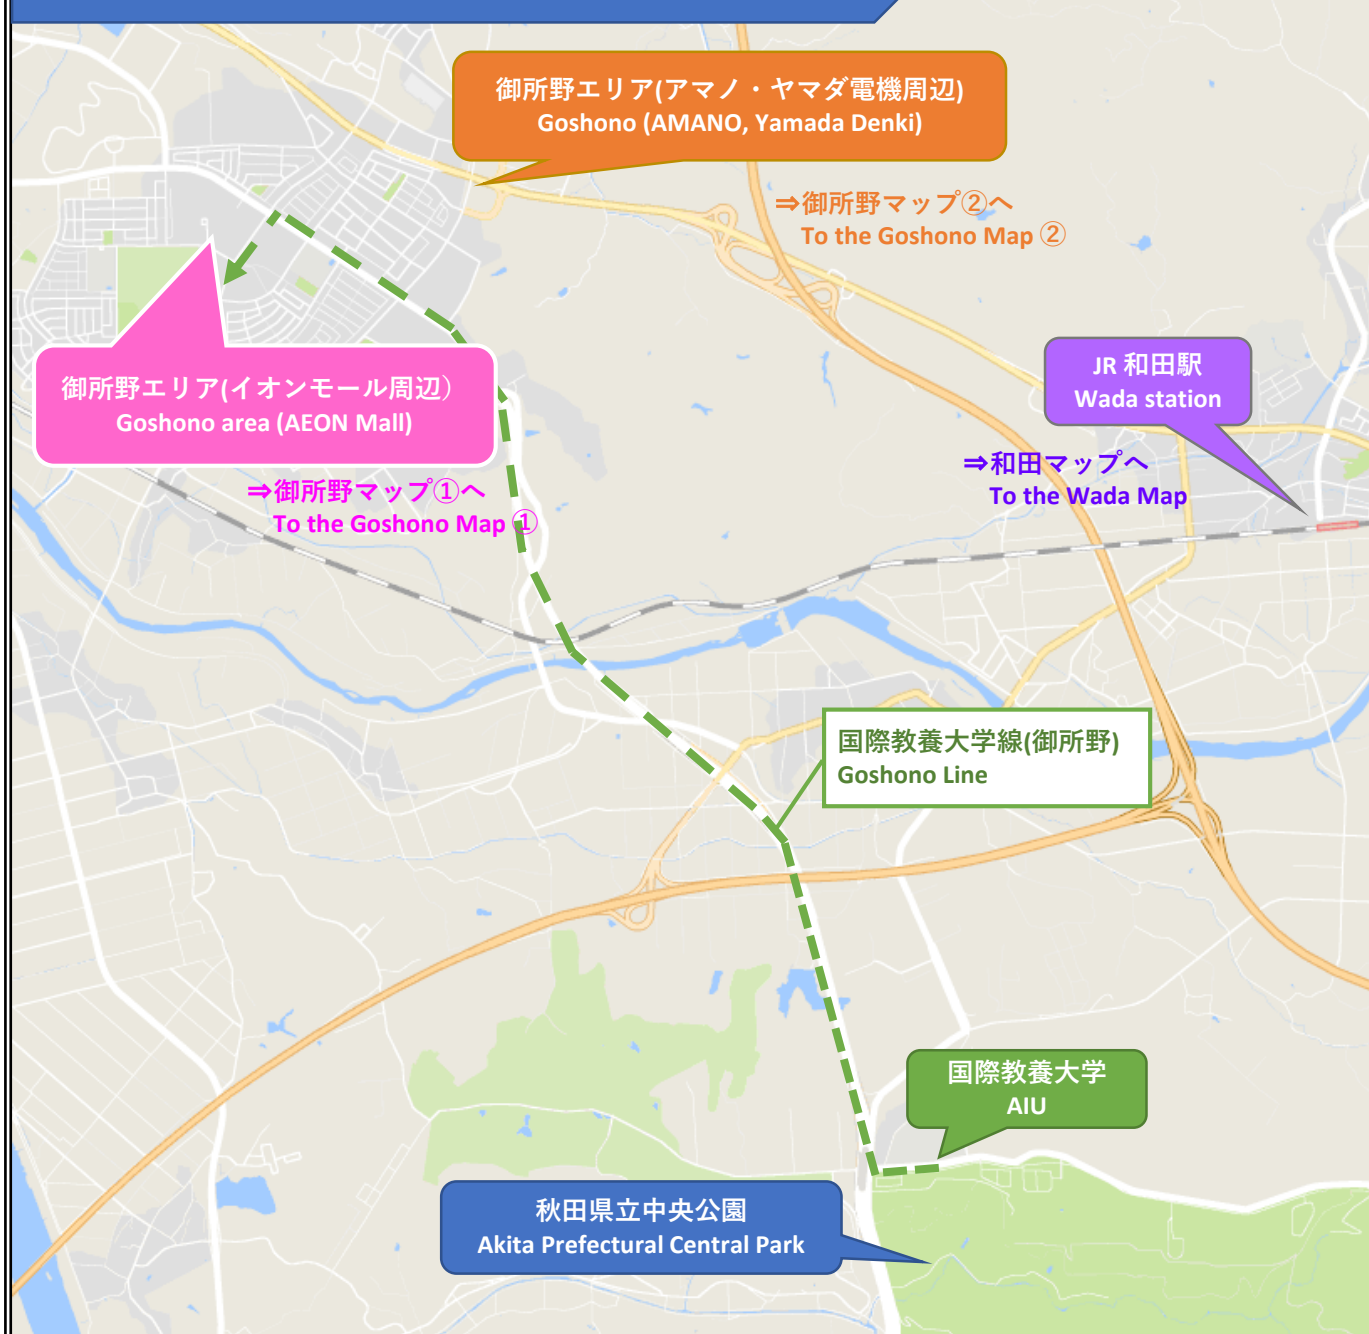 御所野エリア(アマノ・ヤマダ電機周辺)
Goshono (AMANO, Yamada Denki)
⇒御所野マップ②へ
To the Goshono Map ②
JR 和田駅
Wada station
御所野エリア(イオンモール周辺）
Goshono area (AEON Mall)
⇒和田マップへ
To the Wada Map
⇒御所野マップ①へ
To the Goshono Map ①
国際教養大学線(御所野)
Goshono Line
国際教養大学
AIU
秋田県立中央公園
Akita Prefectural Central Park